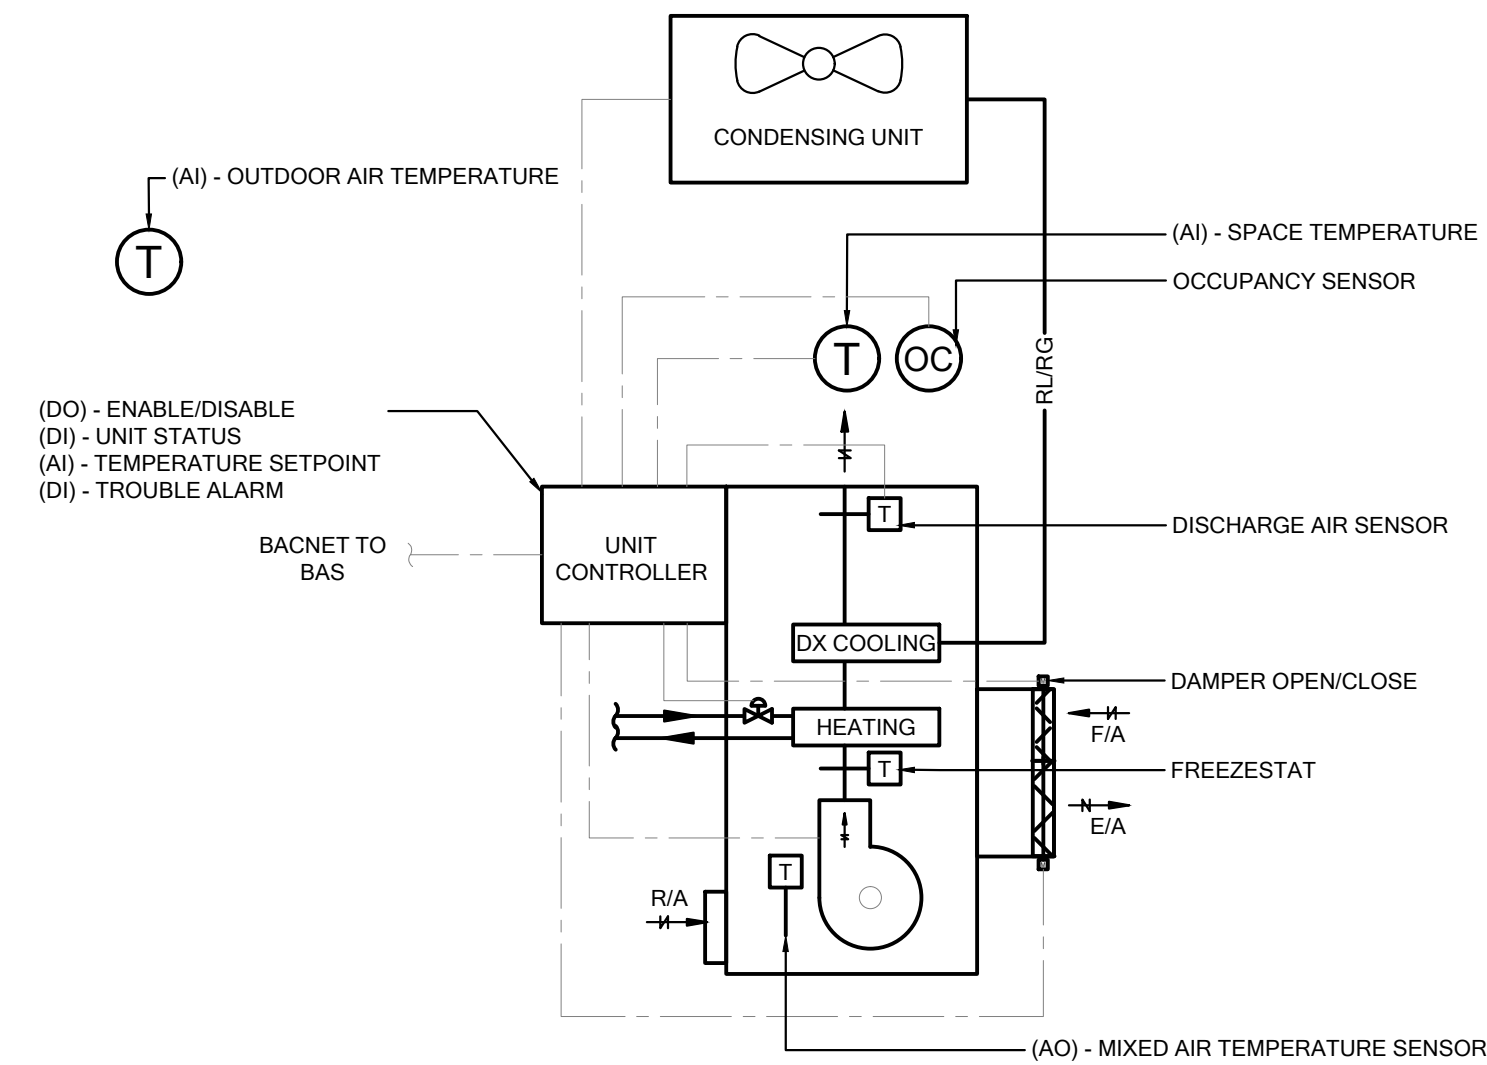 CONDENSING UNIT
(AI) - OUTDOOR AIR TEMPERATURE
T
(AI) - SPACE TEMPERATURE
OCCUPANCY SENSOR
T
OC
RL/RG
(DO) - ENABLE/DISABLE
(DI) - UNIT STATUS
(AI) - TEMPERATURE SETPOINT
(DI) - TROUBLE ALARM
T
DISCHARGE AIR SENSOR
BACNET TO
BAS
UNIT
CONTROLLER
DX COOLING
DAMPER OPEN/CLOSE
HEATING
F/A
T
FREEZESTAT
E/A
T
R/A
(AO) - MIXED AIR TEMPERATURE SENSOR